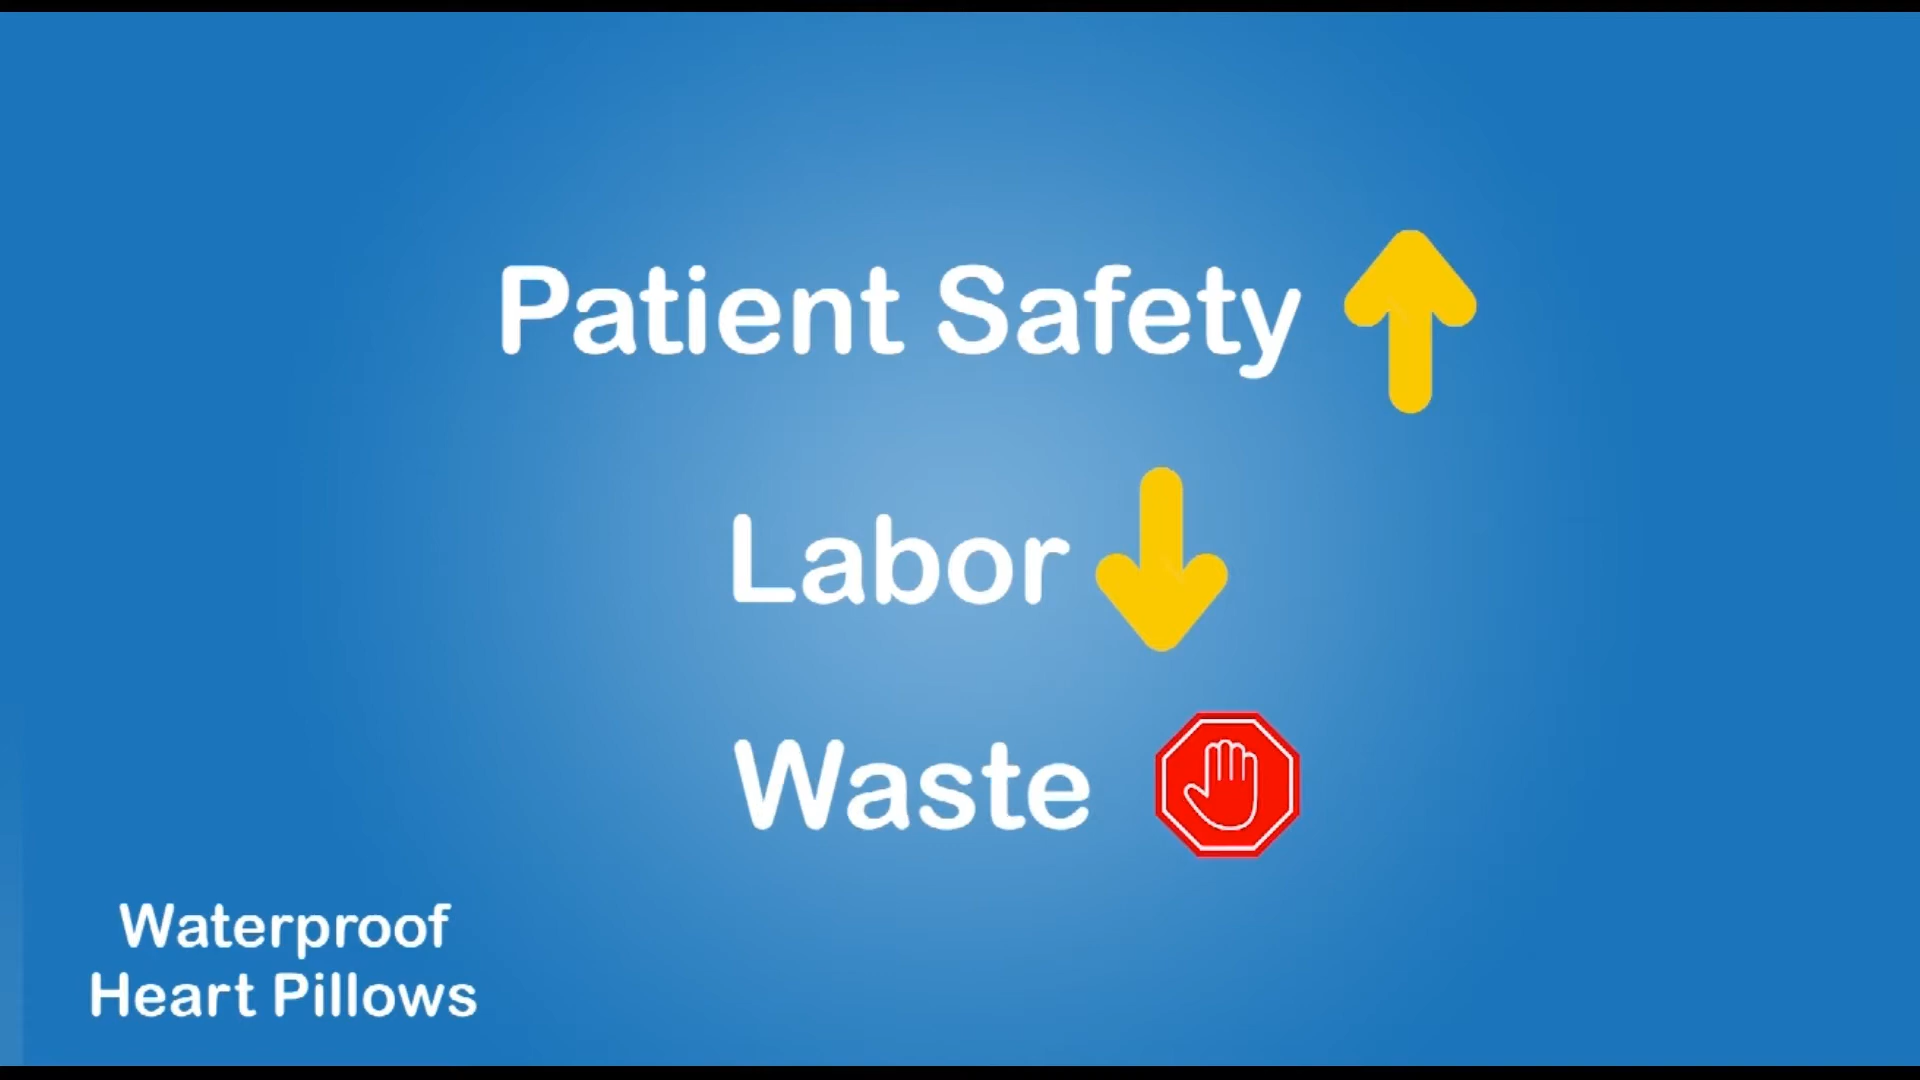 Patient Safety
Labor
Waste
Waterproof
Heart Pillows